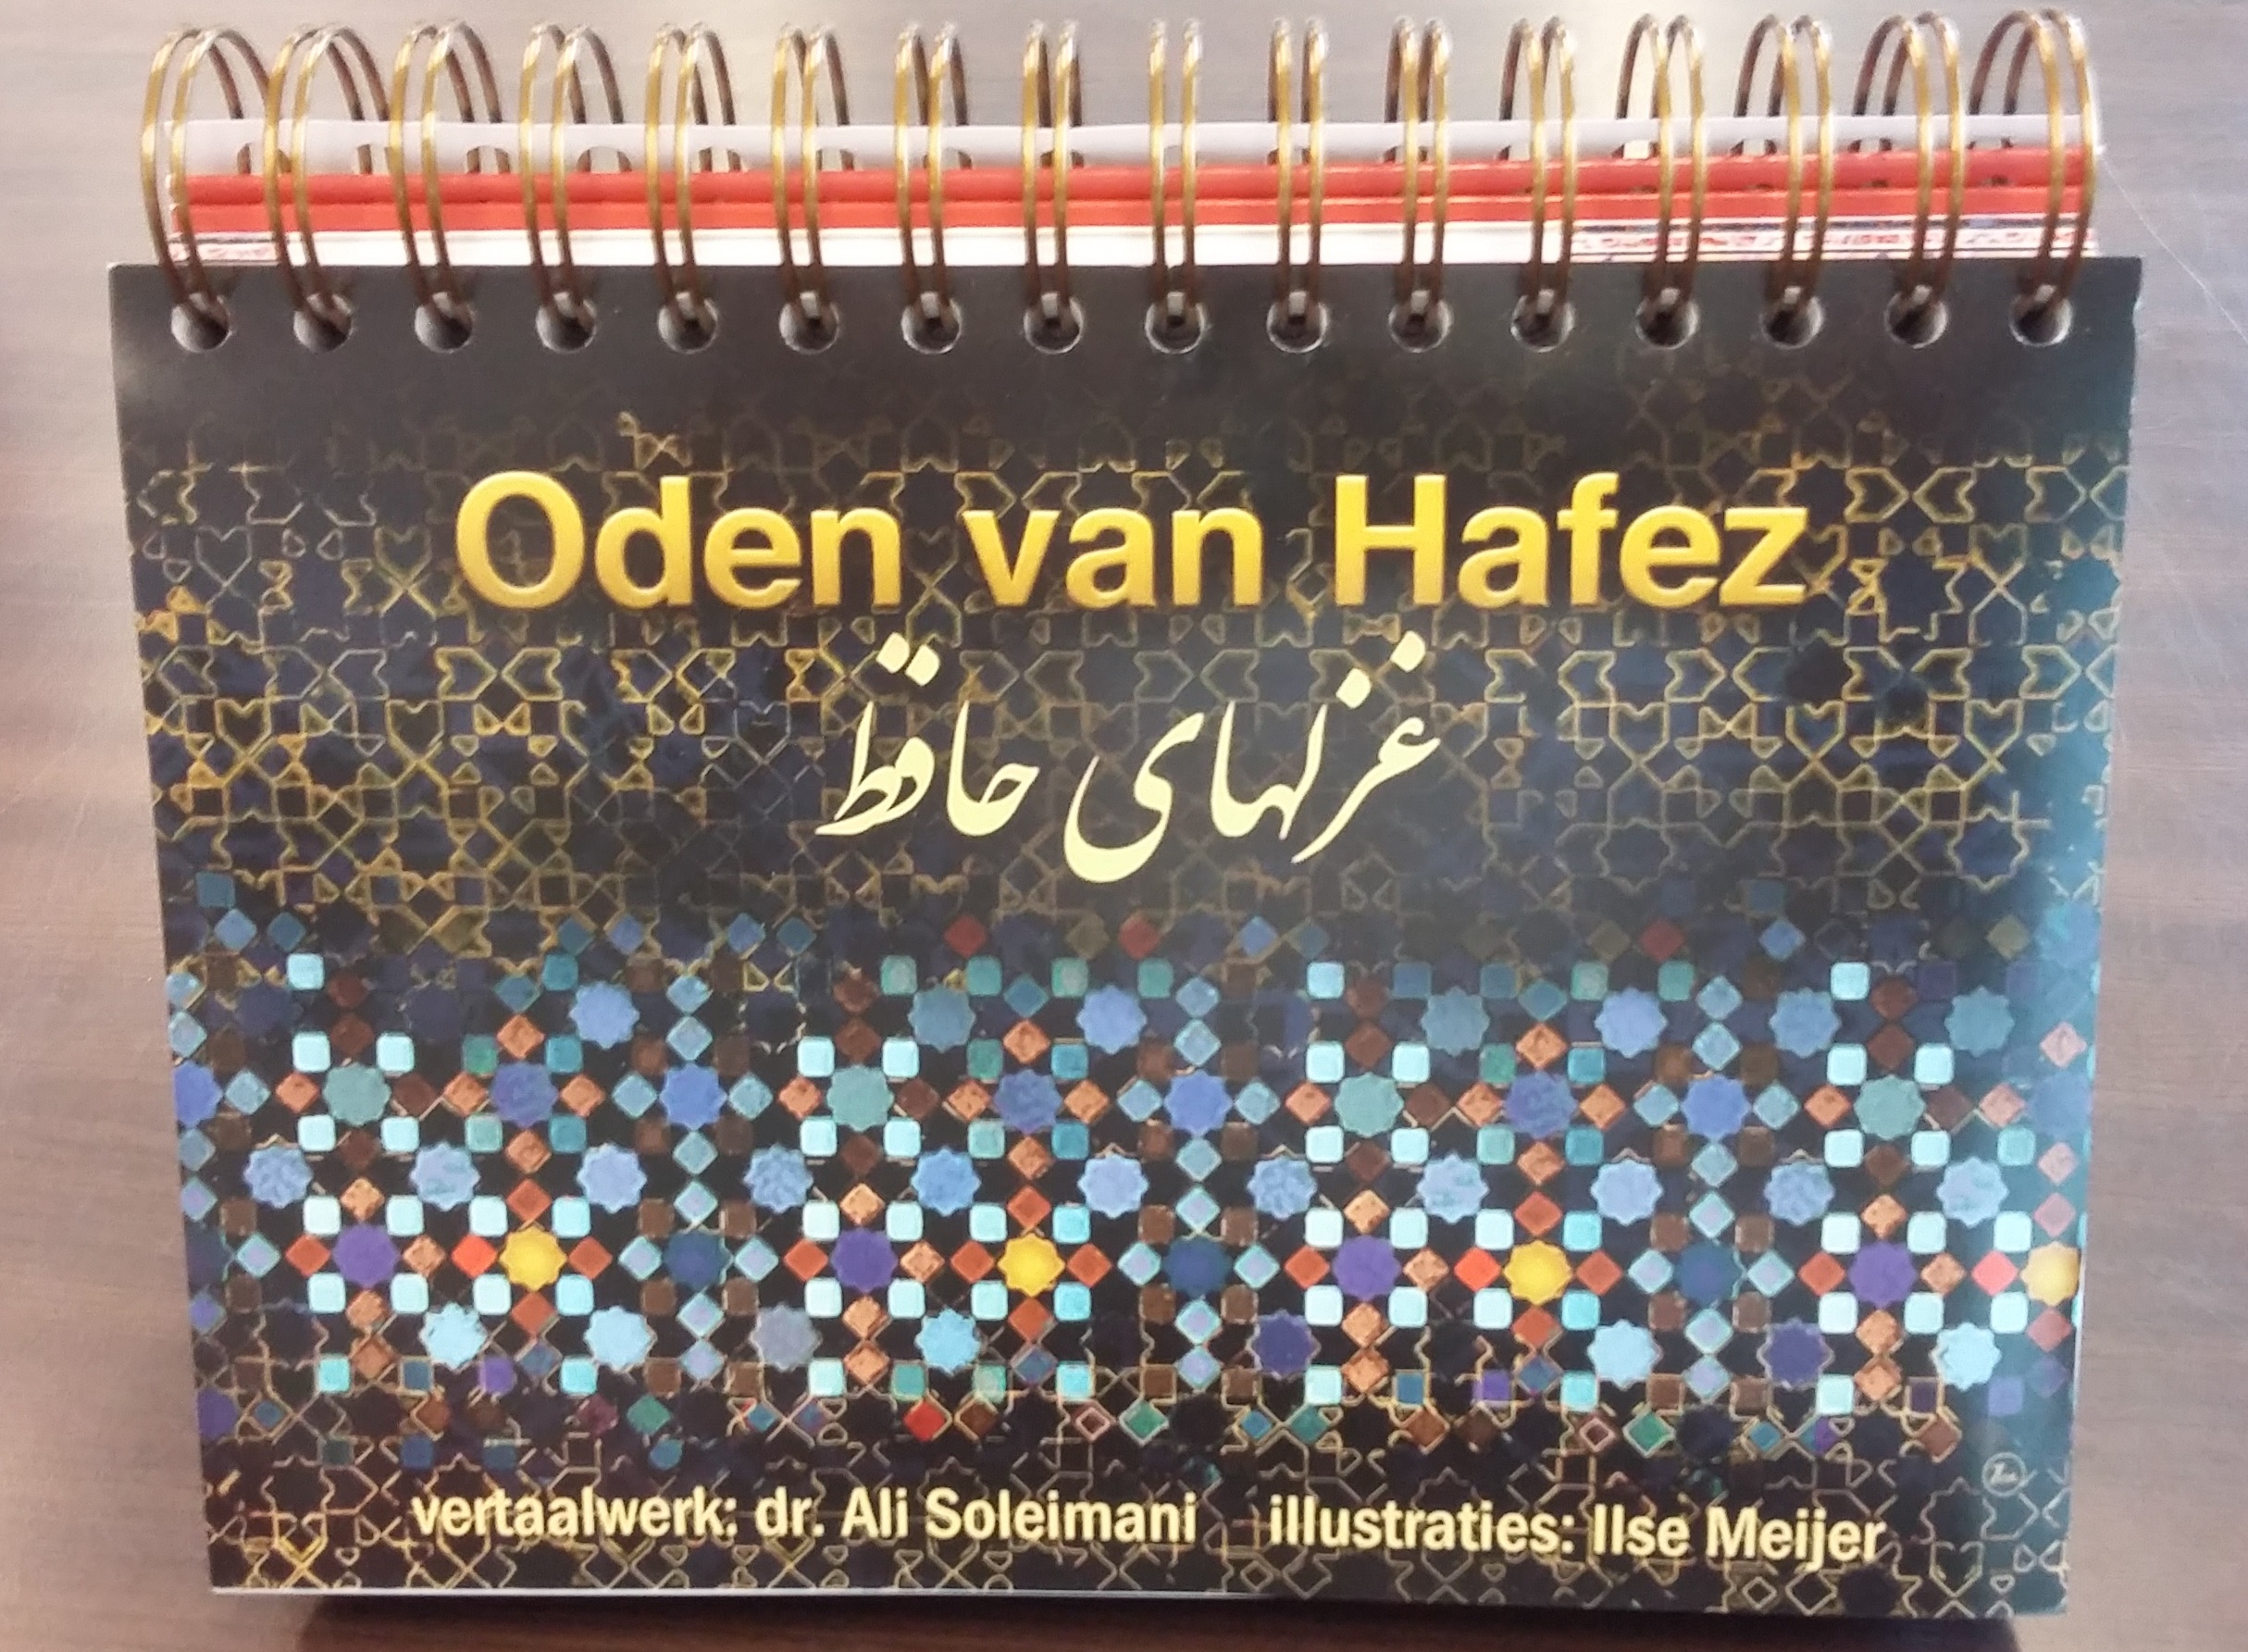 Oden van Hafez
غزلهای حافظ
vertaalwerk: dr. Ali Soleimani illustraties: Ilse Meijer